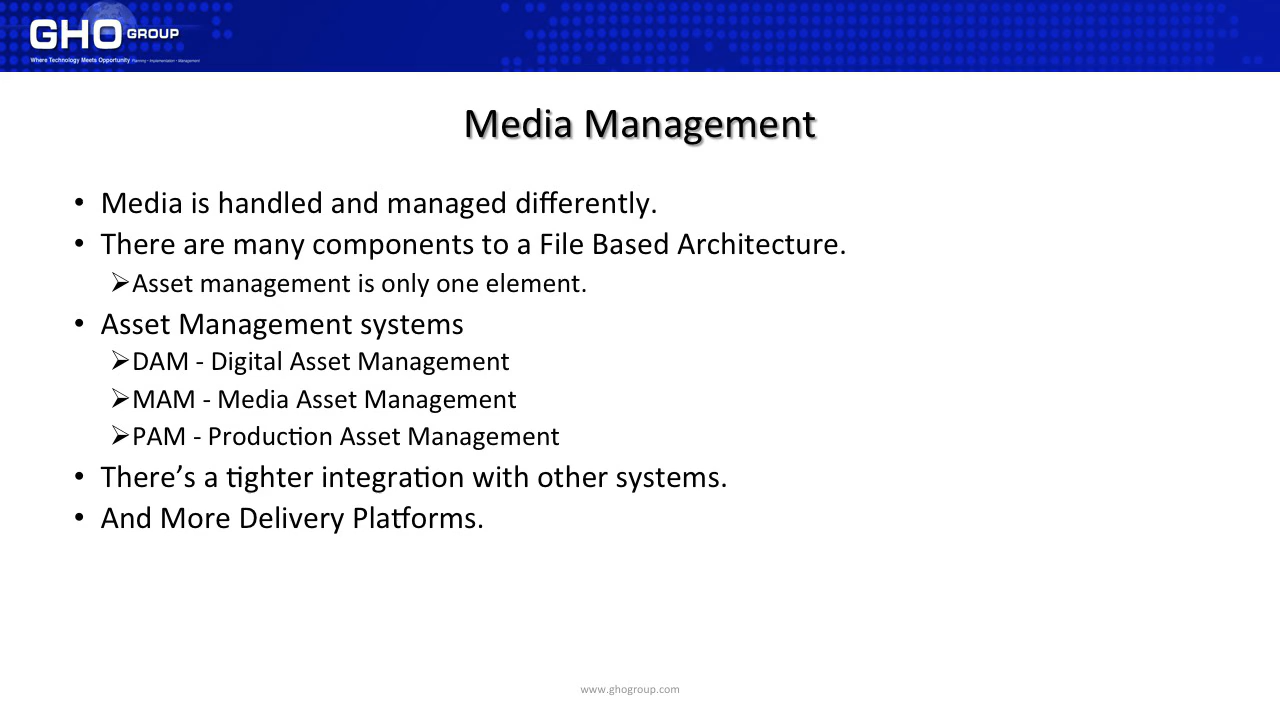 GHO GROUP
Where Technology Meets Opportunity Planning - Implementation - Management
Media Management
• Media is handled and managed differently.
• There are many components to a File Based Architecture.
➢Asset management is only one element.
• Asset Management systems
➢DAM - Digital Asset Management
➢MAM - Media Asset Management
➢PAM - Production Asset Management
• There’s a tighter integration with other systems.
• And More Delivery Platforms.
www.ghogroup.com